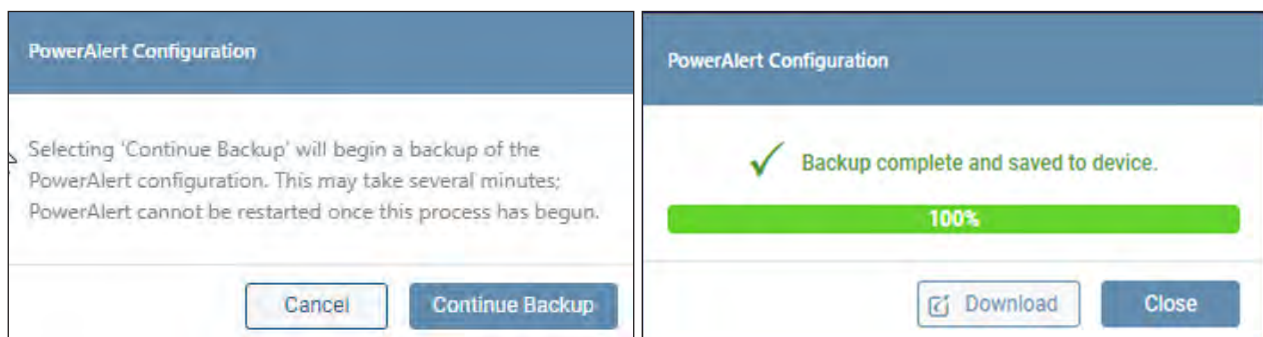 PowerAlert Configuration
Selecting 'Continue Backup' will begin a backup of the
PowerAlert configuration. This may take several minutes;
PowerAlert cannot be restarted once this process has begun.
Cancel
Continue Backup
PowerAlert Configuration
Backup complete and saved to device.
100%
Download
Close